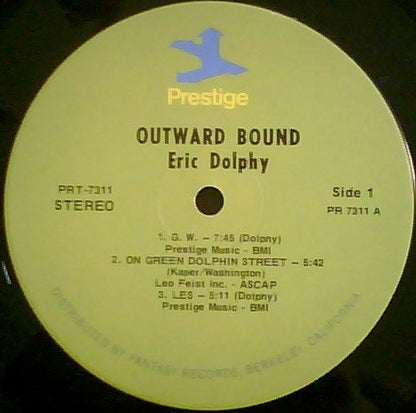 Prestige
OUTWARD BOUND
Eric Dolphy
PRT-7311
STEREO
Side 1
PR 7311 A
1. G. W. – 7:45 (Dolphy)
Prestige Music - BMI
2. ON GREEN DOLPHIN STREET – 5:42
(Kaper/Washington)
Leo Feist Inc. - ASCAP
3. LES – 5:11 (Dolphy)
Prestige Music - BMI
DISTRIBUTED BY FANTASY RECORDS, BERKELEY, CALIFORNIA